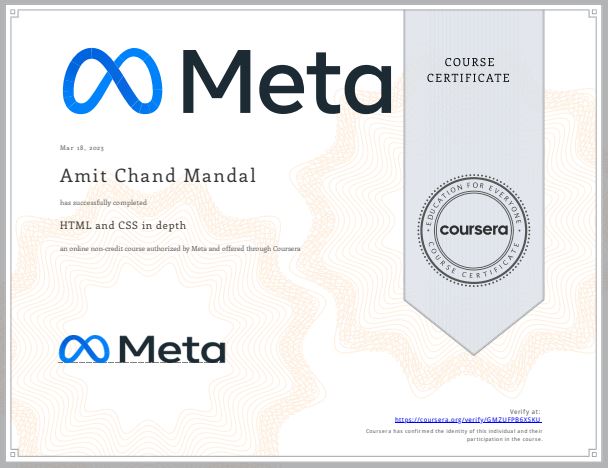 Meta
COURSE
CERTIFICATE
Mar 18, 2023
Amit Chand Mandal
has successfully completed
HTML and CSS in depth
an online non-credit course authorized by Meta and offered through Coursera
EDUCATION FOR EVERYONE
coursera
COURSE CERTIFICATE
Meta
Verify at:
https://coursera.org/verify/GMZUFPB6XSKU
Coursera has confirmed the identity of this individual and their
participation in the course.